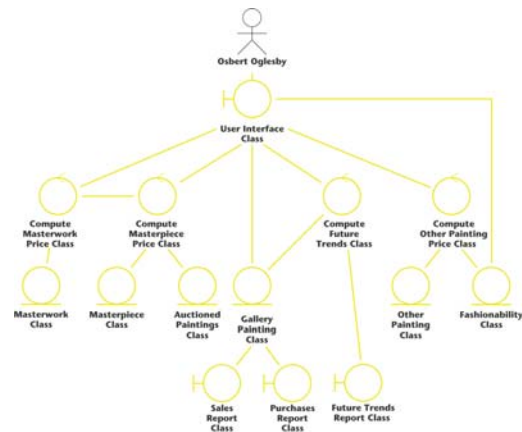 Osbert Oglesby
User Interface
Class
Compute
Masterwork
Price Class
Compute
Masterpiece
Price Class
Compute
Future
Trends Class
Compute
Other Painting
Price Class
Masterwork
Class
Masterpiece
Class
Auctioned
Paintings
Class
Gallery
Painting
Class
Other
Painting
Class
Fashionability
Class
Sales
Report
Class
Purchases
Report
Class
Future Trends
Report Class